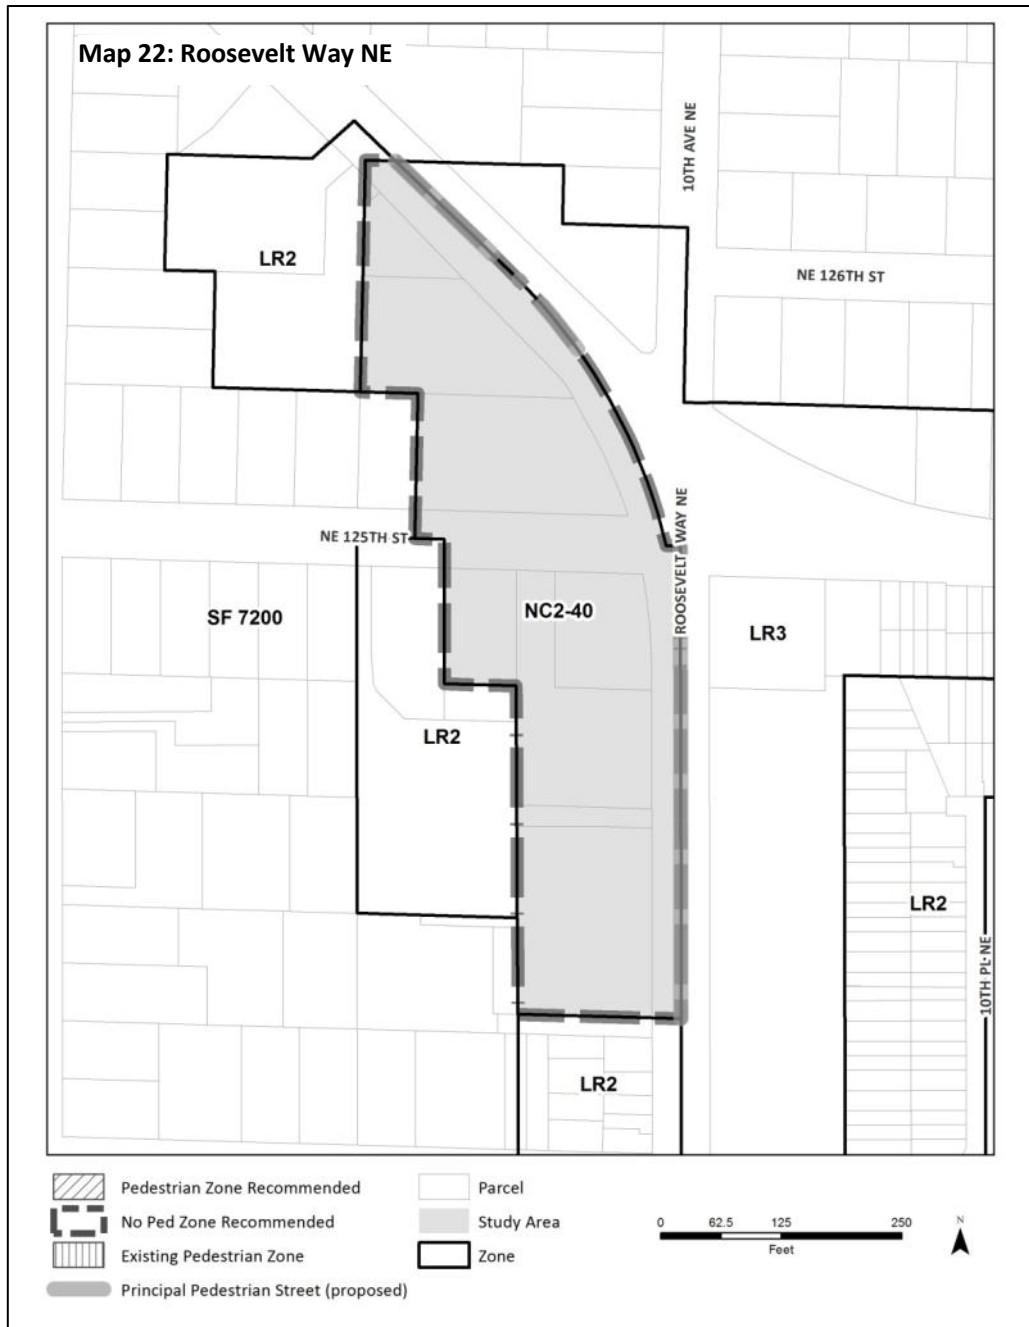 Map 22: Roosevelt Way NE
10TH AVE NE
LR2
NE 126TH ST
NE 125TH ST
ROOSEVELT WAY NE
SF 7200
NC2-40
LR3
LR2
LR2
10TH PL NE
LR2
Pedestrian Zone Recommended
No Ped Zone Recommended
Existing Pedestrian Zone
Principal Pedestrian Street (proposed)
Parcel
Study Area
Zone
0 62.5 125 250
Feet
N